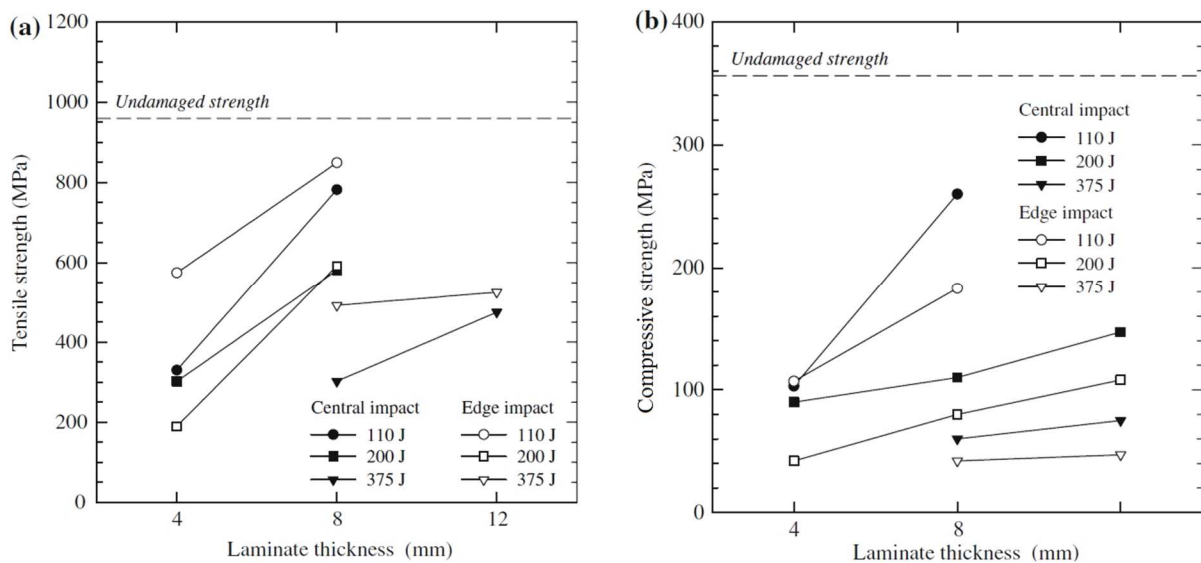 (a)
1200
1000
800
600
400
200
0
Tensile strength (MPa)
Undamaged strength
Central impact Edge impact
110 J 110 J
200 J 200 J
375 J 375 J
4 8 12
Laminate thickness (mm)
(b)
400
300
200
100
0
Compressive strength (MPa)
Undamaged strength
Central impact
110 J
200 J
375 J
Edge impact
110 J
200 J
375 J
4 8
Laminate thickness (mm)